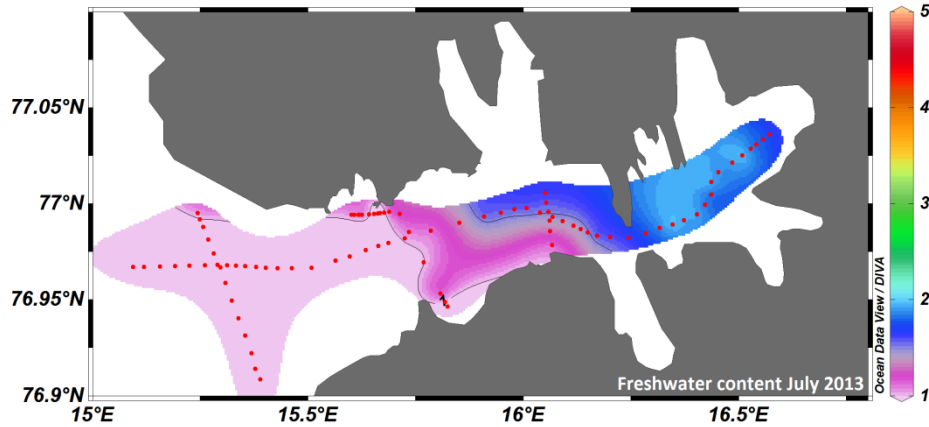 77.05°N
77°N
76.95°N
76.9°N
15°E
15.5°E
16°E
16.5°E
Freshwater content July 2013
Ocean Data View / DIVA
5
4
3
2
1